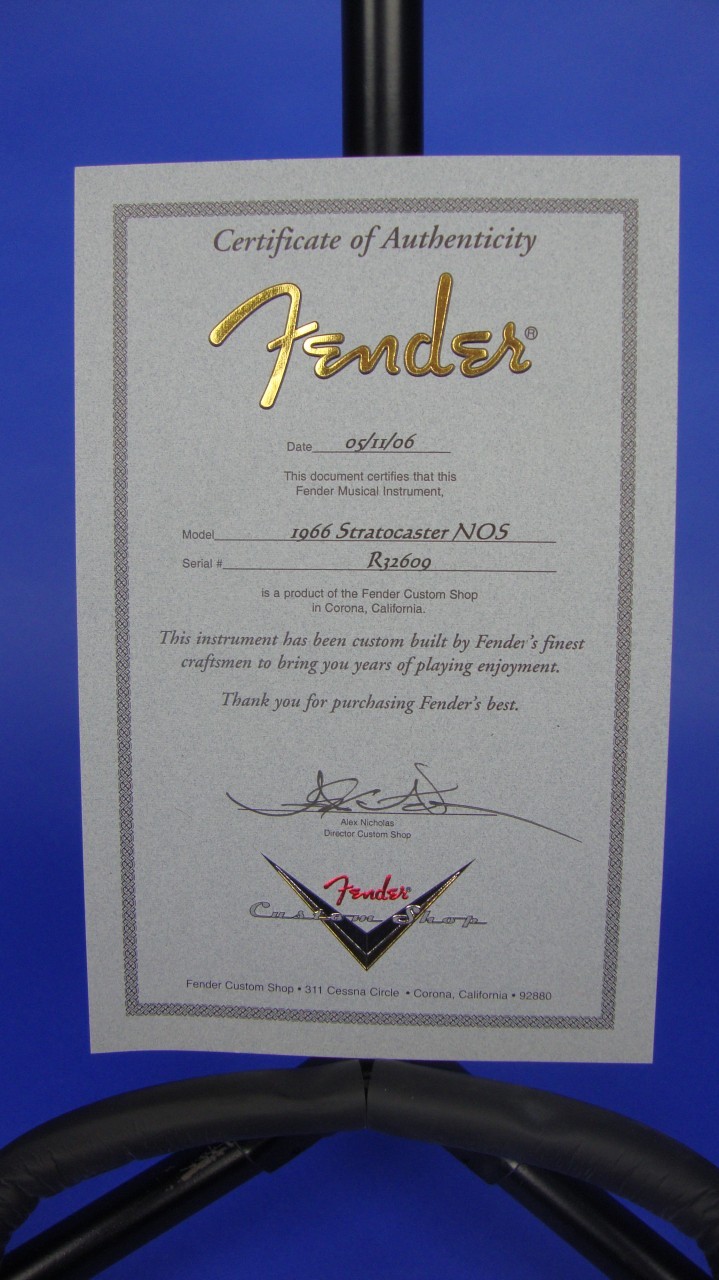 Certificate of Authenticity
Fender®
Date 05/11/06
This document certifies that this
Fender Musical Instrument,
Model 1966 Stratocaster NOS
Serial # R32609
is a product of the Fender Custom Shop
in Corona, California.
This instrument has been custom built by Fender's finest
craftsmen to bring you years of playing enjoyment.
Thank you for purchasing Fender's best.
Alex Nicholas
Director Custom Shop
Fender®
Custom Shop
Fender Custom Shop • 311 Cessna Circle • Corona, California • 92880